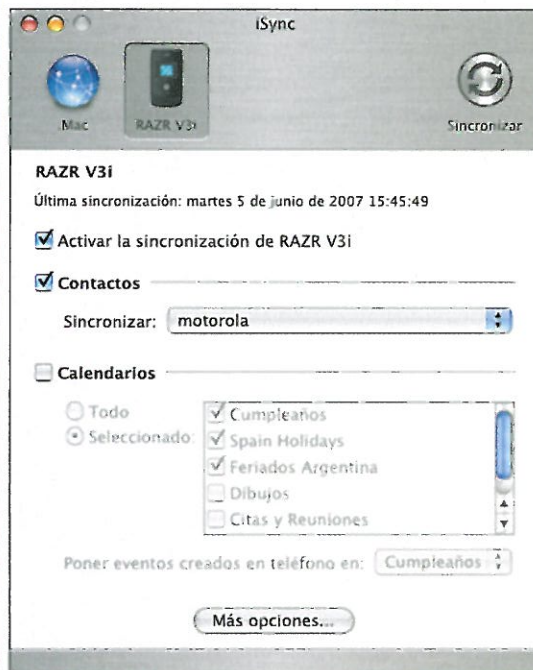 iSync
Mac
RAZR V3i
Sincronizar
RAZR V3i
Última sincronización: martes 5 de junio de 2007 15:45:49
Activar la sincronización de RAZR V3i
Contactos
Sincronizar: motorola
Calendarios
Todo
Seleccionado:
Cumpleaños
Spain Holidays
Feriados Argentina
Dibujos
Citas y Reuniones
Poner eventos creados en teléfono en: Cumpleaños
Más opciones...